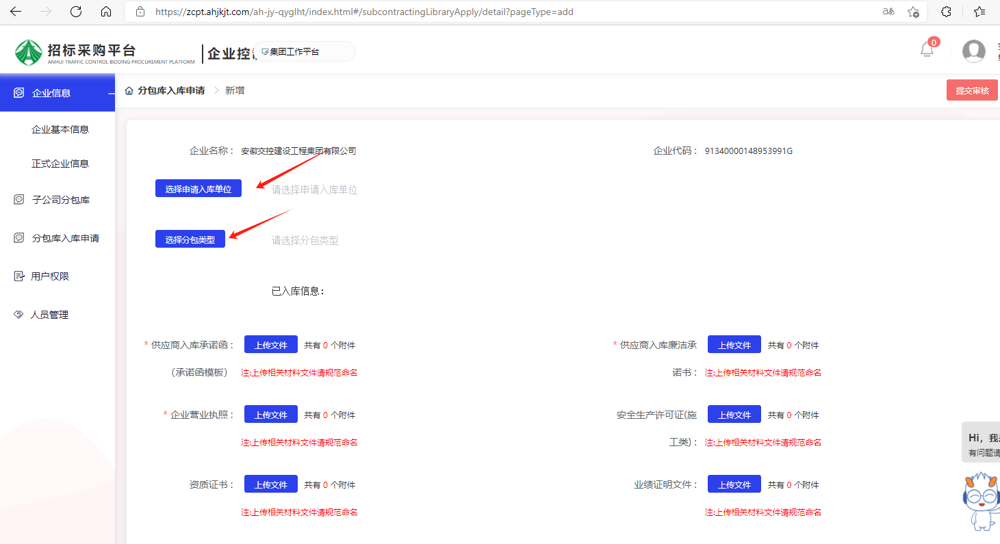 https://zcpt.ahjkjt.com/ah-jy-qyglht/index.html#/subcontractingLibraryApply/detail?pageType=add
aあ
招标采购平台
ANHUI TRAFFIC CONTROL BIDDING PROCUREMENT PLATFORM
企业控
集团工作平台
0
企业信息
分包库入库申请 > 新增
提交审核
企业基本信息
正式企业信息
子公司分包库
分包库入库申请
用户权限
人员管理
企业名称: 安徽交控建设工程集团有限公司
企业代码: 91340000148953991G
选择申请入库单位 请选择申请入库单位
选择分包类型 请选择分包类型
已入库信息:
* 供应商入库承诺函: 上传文件 共有 0 个附件
(承诺函模板) 注:上传相关材料文件请规范命名
* 供应商入库廉洁承 上传文件 共有 0 个附件
诺书: 注:上传相关材料文件请规范命名
* 企业营业执照: 上传文件 共有 0 个附件
注:上传相关材料文件请规范命名
安全生产许可证(施 上传文件 共有 0 个附件
工类): 注:上传相关材料文件请规范命名
资质证书: 上传文件 共有 0 个附件
注:上传相关材料文件请规范命名
业绩证明文件: 上传文件 共有 0 个附件
注:上传相关材料文件请规范命名
Hi, 我
有问题请